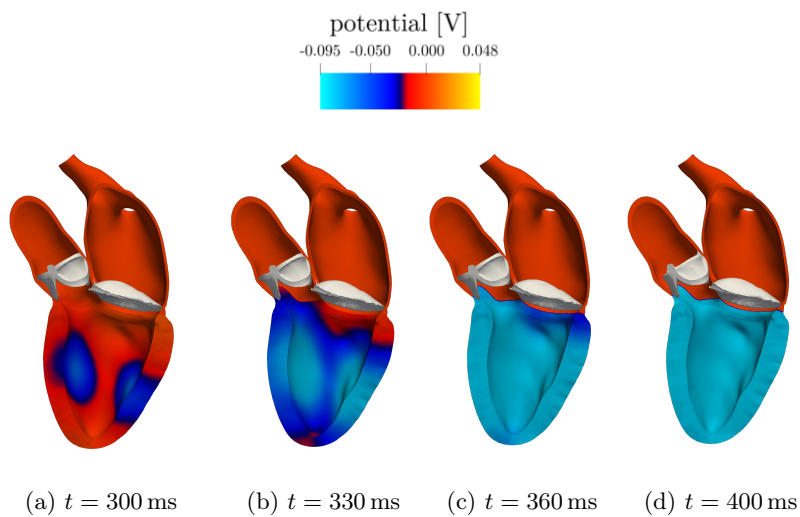 potential [V]
-0.095 -0.050 0.000 0.048
(a) t = 300 ms (b) t = 330 ms (c) t = 360 ms (d) t = 400 ms